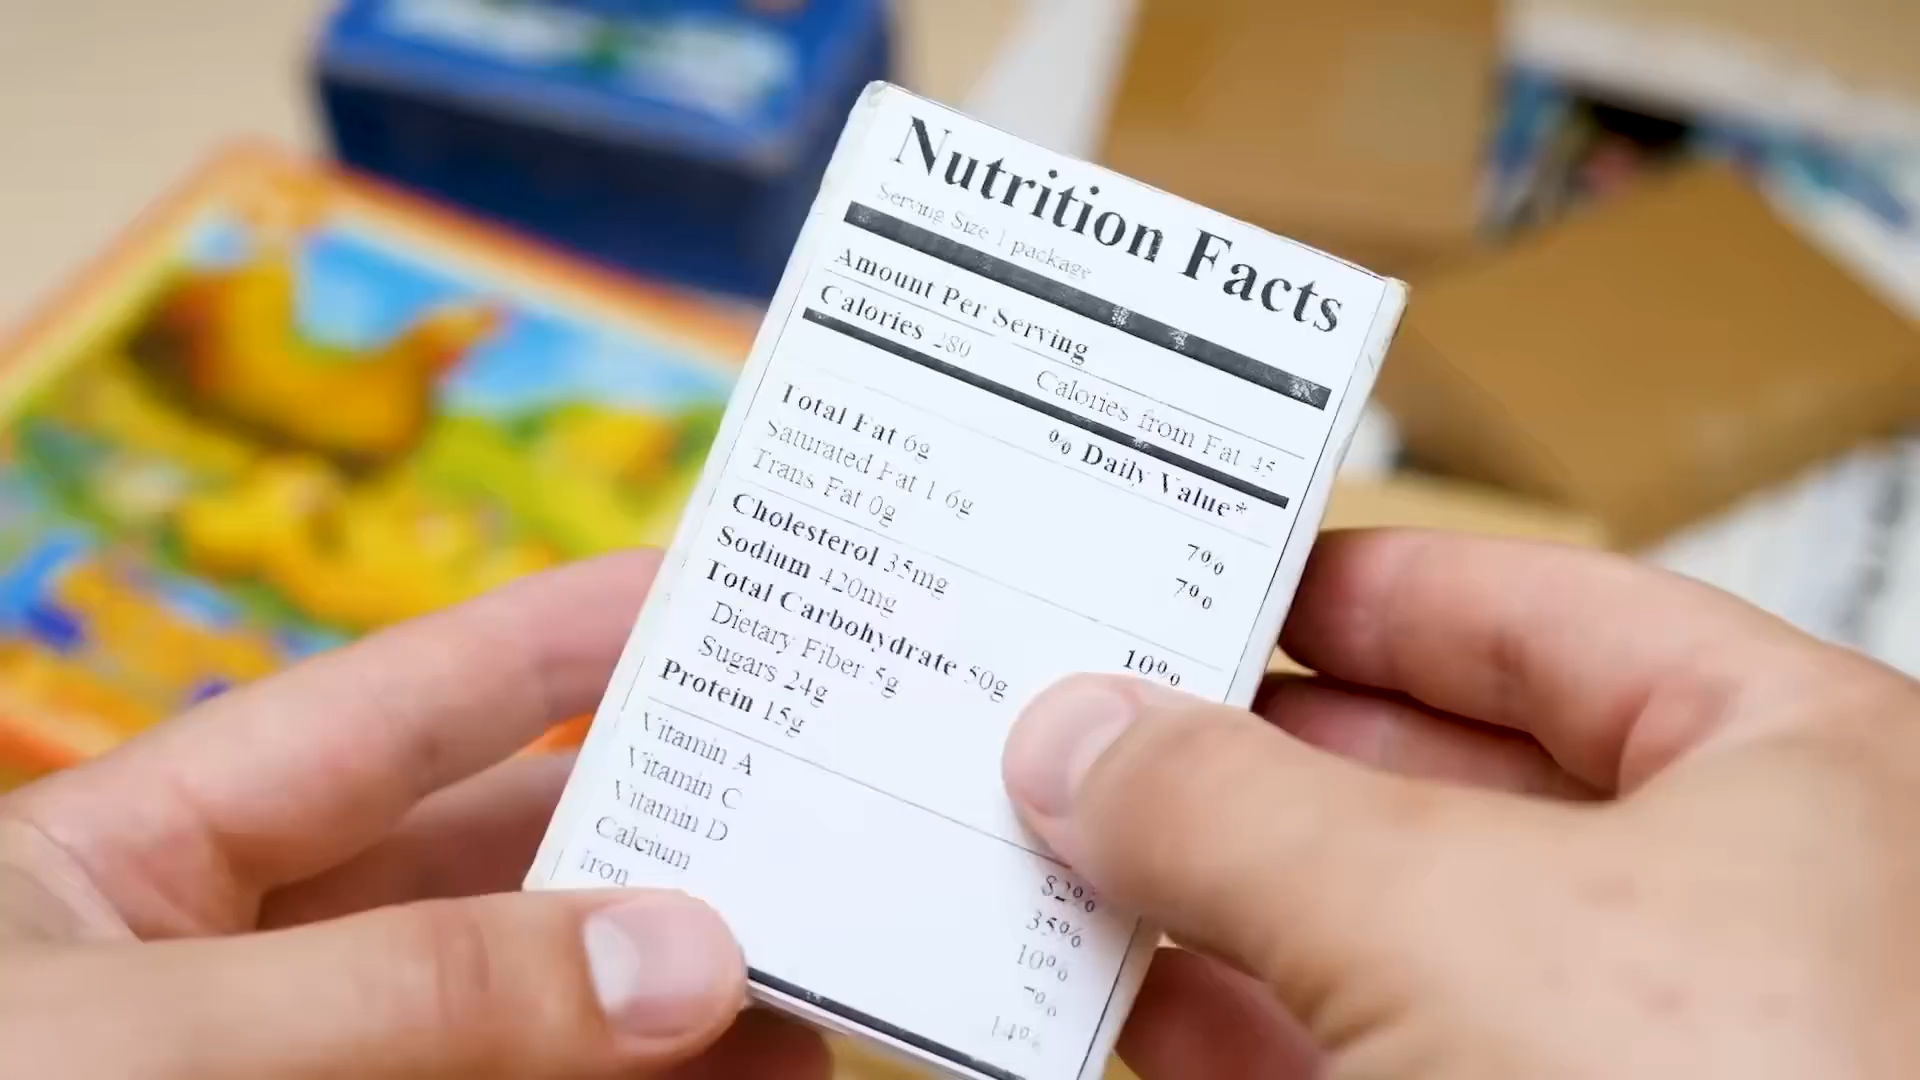 Nutrition Facts
Serving Size 1 package
Amount Per Serving
Calories 280
Calories from Fat 45
% Daily Value*
Total Fat 6g 7%
Saturated Fat 1 6g 7%
Trans Fat 0g
Cholesterol 35mg 10%
Sodium 420mg
Total Carbohydrate 50g
Dietary Fiber 5g
Sugars 24g
Protein 15g
Vitamin A 82%
Vitamin C 35%
Vitamin D 10%
Calcium 7%
Iron 14%